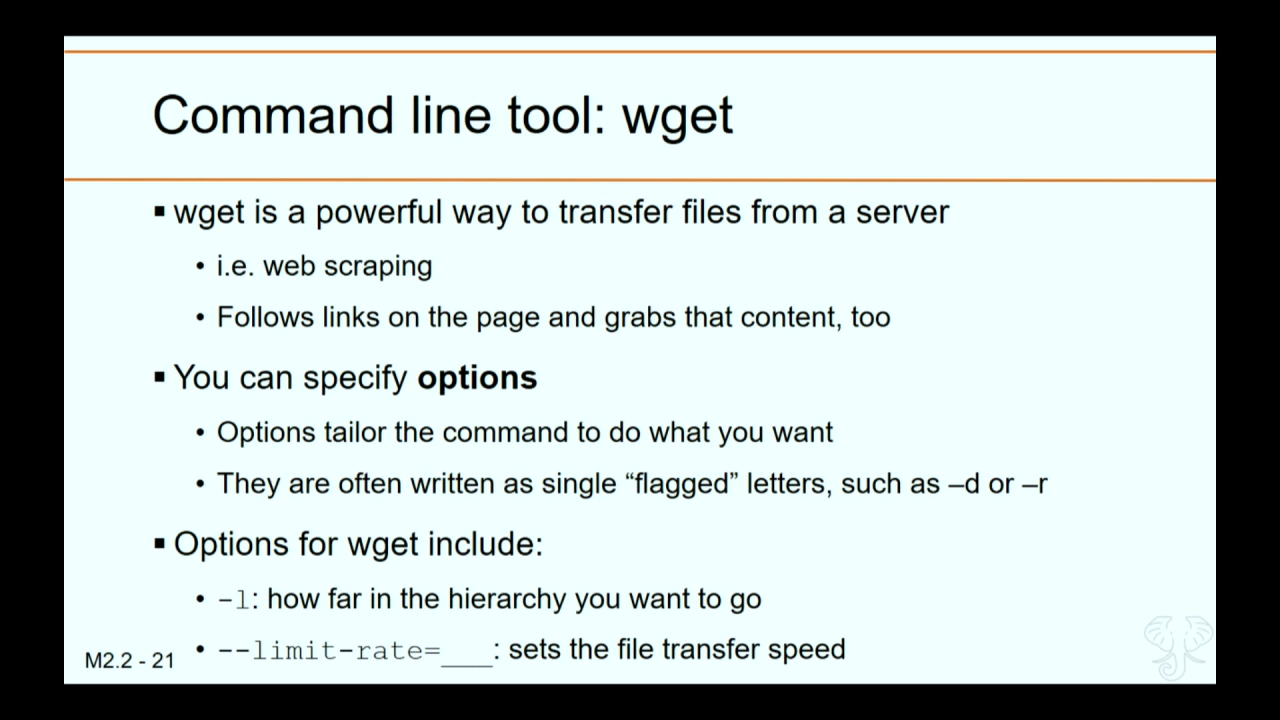 Command line tool: wget
▪ wget is a powerful way to transfer files from a server
• i.e. web scraping
• Follows links on the page and grabs that content, too
▪ You can specify options
• Options tailor the command to do what you want
• They are often written as single “flagged” letters, such as –d or –r
▪ Options for wget include:
• -l: how far in the hierarchy you want to go
• --limit-rate=___: sets the file transfer speed
M2.2 - 21